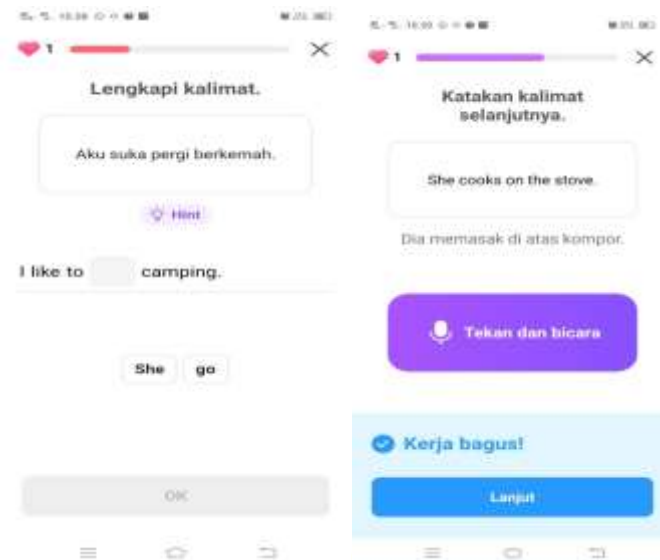 1
Lengkapi kalimat.
Aku suka pergi berkemah.
Hint
I like to camping.
She go
OK
1
Katakan kalimat
selanjutnya.
She cooks on the stove.
Dia memasak di atas kompor.
Tekan dan bicara
Kerja bagus!
Lanjut